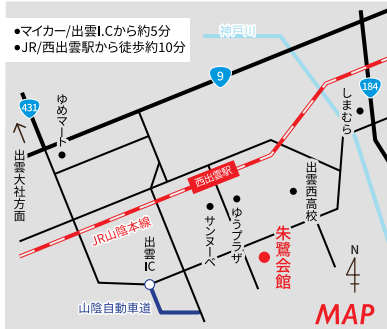 ●マイカー/出雲I.Cから約5分
●JR/西出雲駅から徒歩約10分
神戸川
9
431
184
ゆめマート
しまむら
出雲大社方面
西出雲駅
出雲西高校
JR山陰本線
サンヌーベ
ゆうプラザ
出雲IC
朱鷺会館
N
山陰自動車道
MAP